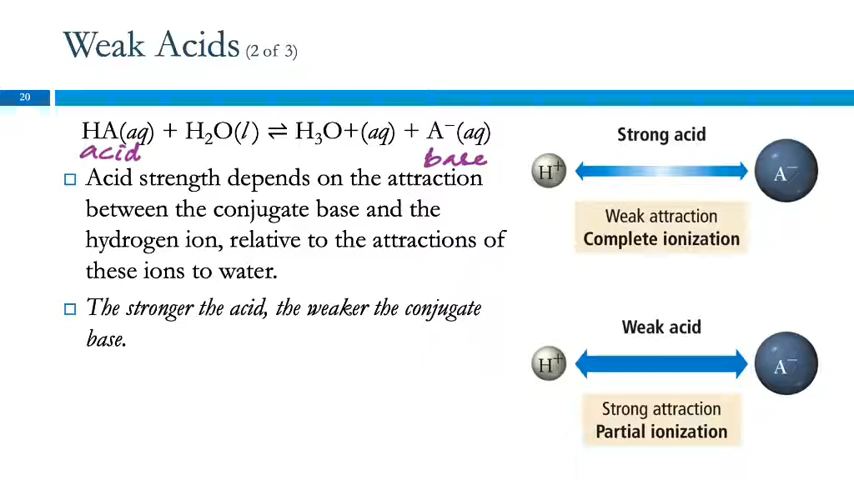 Weak Acids (2 of 3)
20
HA(aq) + H₂O(l) ⇌ H₃O+(aq) + A⁻(aq)
acid base
Acid strength depends on the attraction
between the conjugate base and the
hydrogen ion, relative to the attractions of
these ions to water.
The stronger the acid, the weaker the conjugate
base.
Strong acid
H⁺ A⁻
Weak attraction
Complete ionization
Weak acid
H⁺ A⁻
Strong attraction
Partial ionization